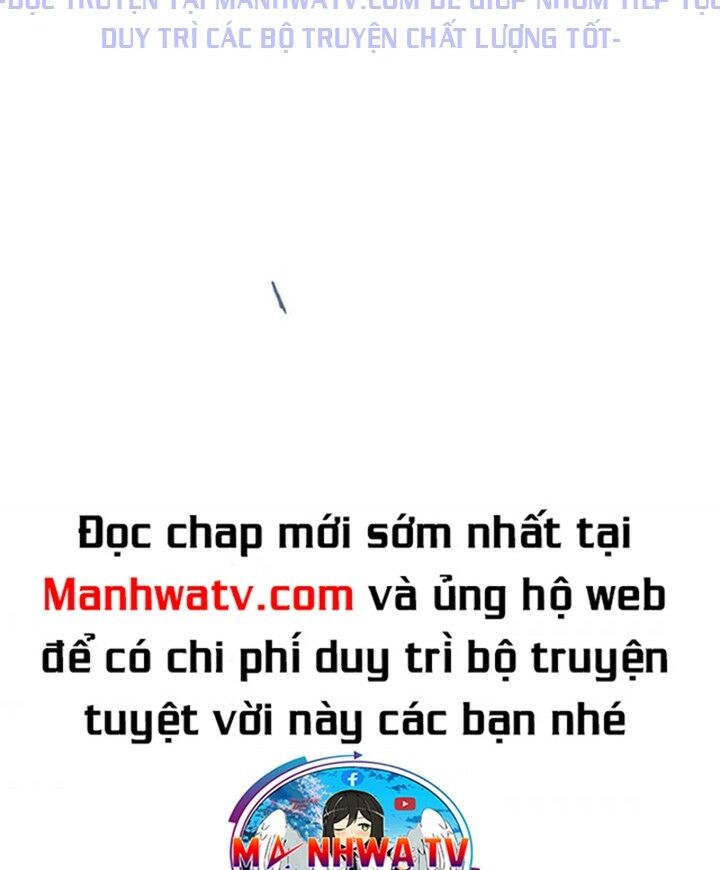 -ĐỌC TRUYỆN TẠI MANHWATV.COM ĐỂ GIÚP NHÓM TIẾP TỤC
DUY TRÌ CÁC BỘ TRUYỆN CHẤT LƯỢNG TỐT-
Đọc chap mới sớm nhất tại
Manhwatv.com và ủng hộ web
để có chi phí duy trì bộ truyện
tuyệt vời này các bạn nhé
MANHWATV